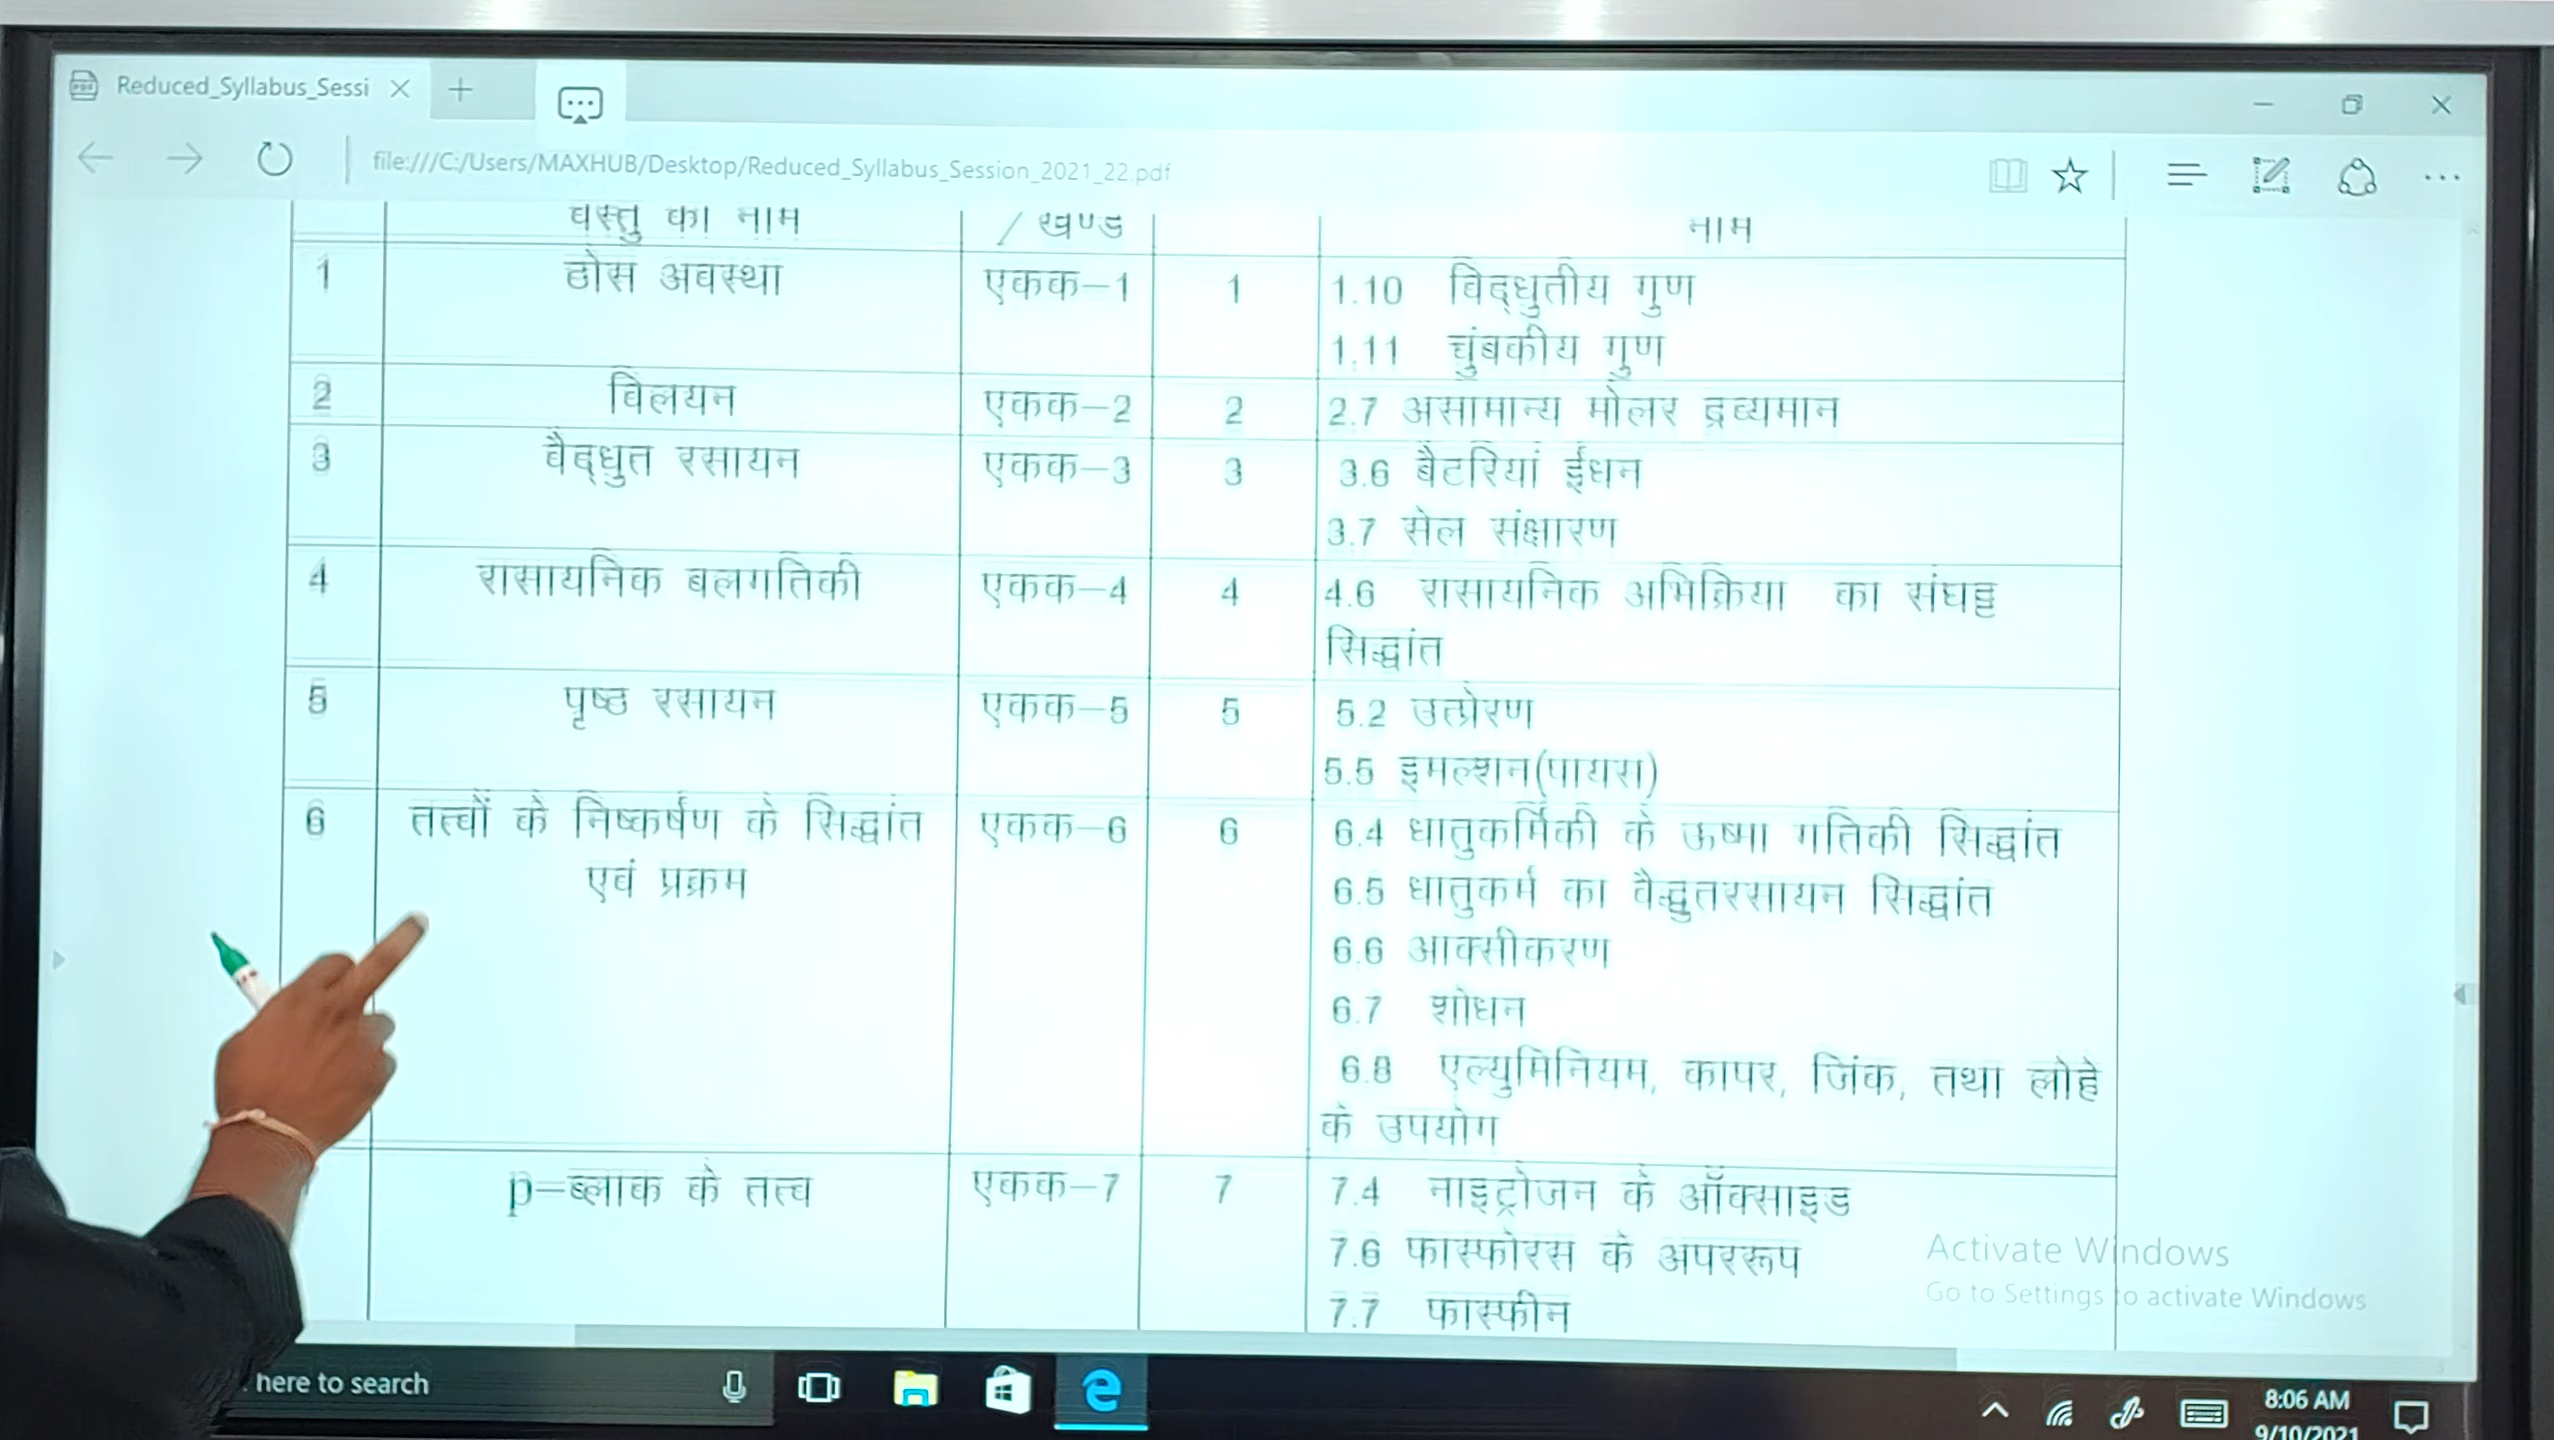 Reduced_Syllabus_Sessi
file:///C:/Users/MAXHUB/Desktop/Reduced_Syllabus_Session_2021_22.pdf
वस्तु का नाम / खण्ड नाम
1 ठोस अवस्था एकक–1 1 1.10 विद्धुतीय गुण
1.11 चुंबकीय गुण
2 विलयन एकक–2 2 2.7 असामान्य मोलर द्रव्यमान
3 वैद्धुत रसायन एकक–3 3 3.6 बैटरियां ईंधन
3.7 सेल संक्षारण
4 रासायनिक बलगतिकी एकक–4 4 4.6 रासायनिक अभिक्रिया का संघट्ट
सिद्धांत
5 पृष्ठ रसायन एकक–5 5 5.2 उत्प्रेरण
5.5 इमल्शन(पायस)
6 तत्वों के निष्कर्षण के सिद्धांत एकक–6 6 6.4 धातुकर्मिकी के ऊष्मा गतिकी सिद्धांत
एवं प्रक्रम 6.5 धातुकर्म का वैद्धुतरसायन सिद्धांत
6.6 आक्सीकरण
6.7 शोधन
6.8 एल्युमिनियम, कापर, जिंक, तथा लोहे
के उपयोग
p=ब्लाक के तत्व एकक–7 7 7.4 नाइट्रोजन के ऑक्साइड
7.6 फास्फोरस के अपररूप
7.7 फास्फीन
Activate Windows
Go to Settings to activate Windows
here to search
8:06 AM
9/10/2021